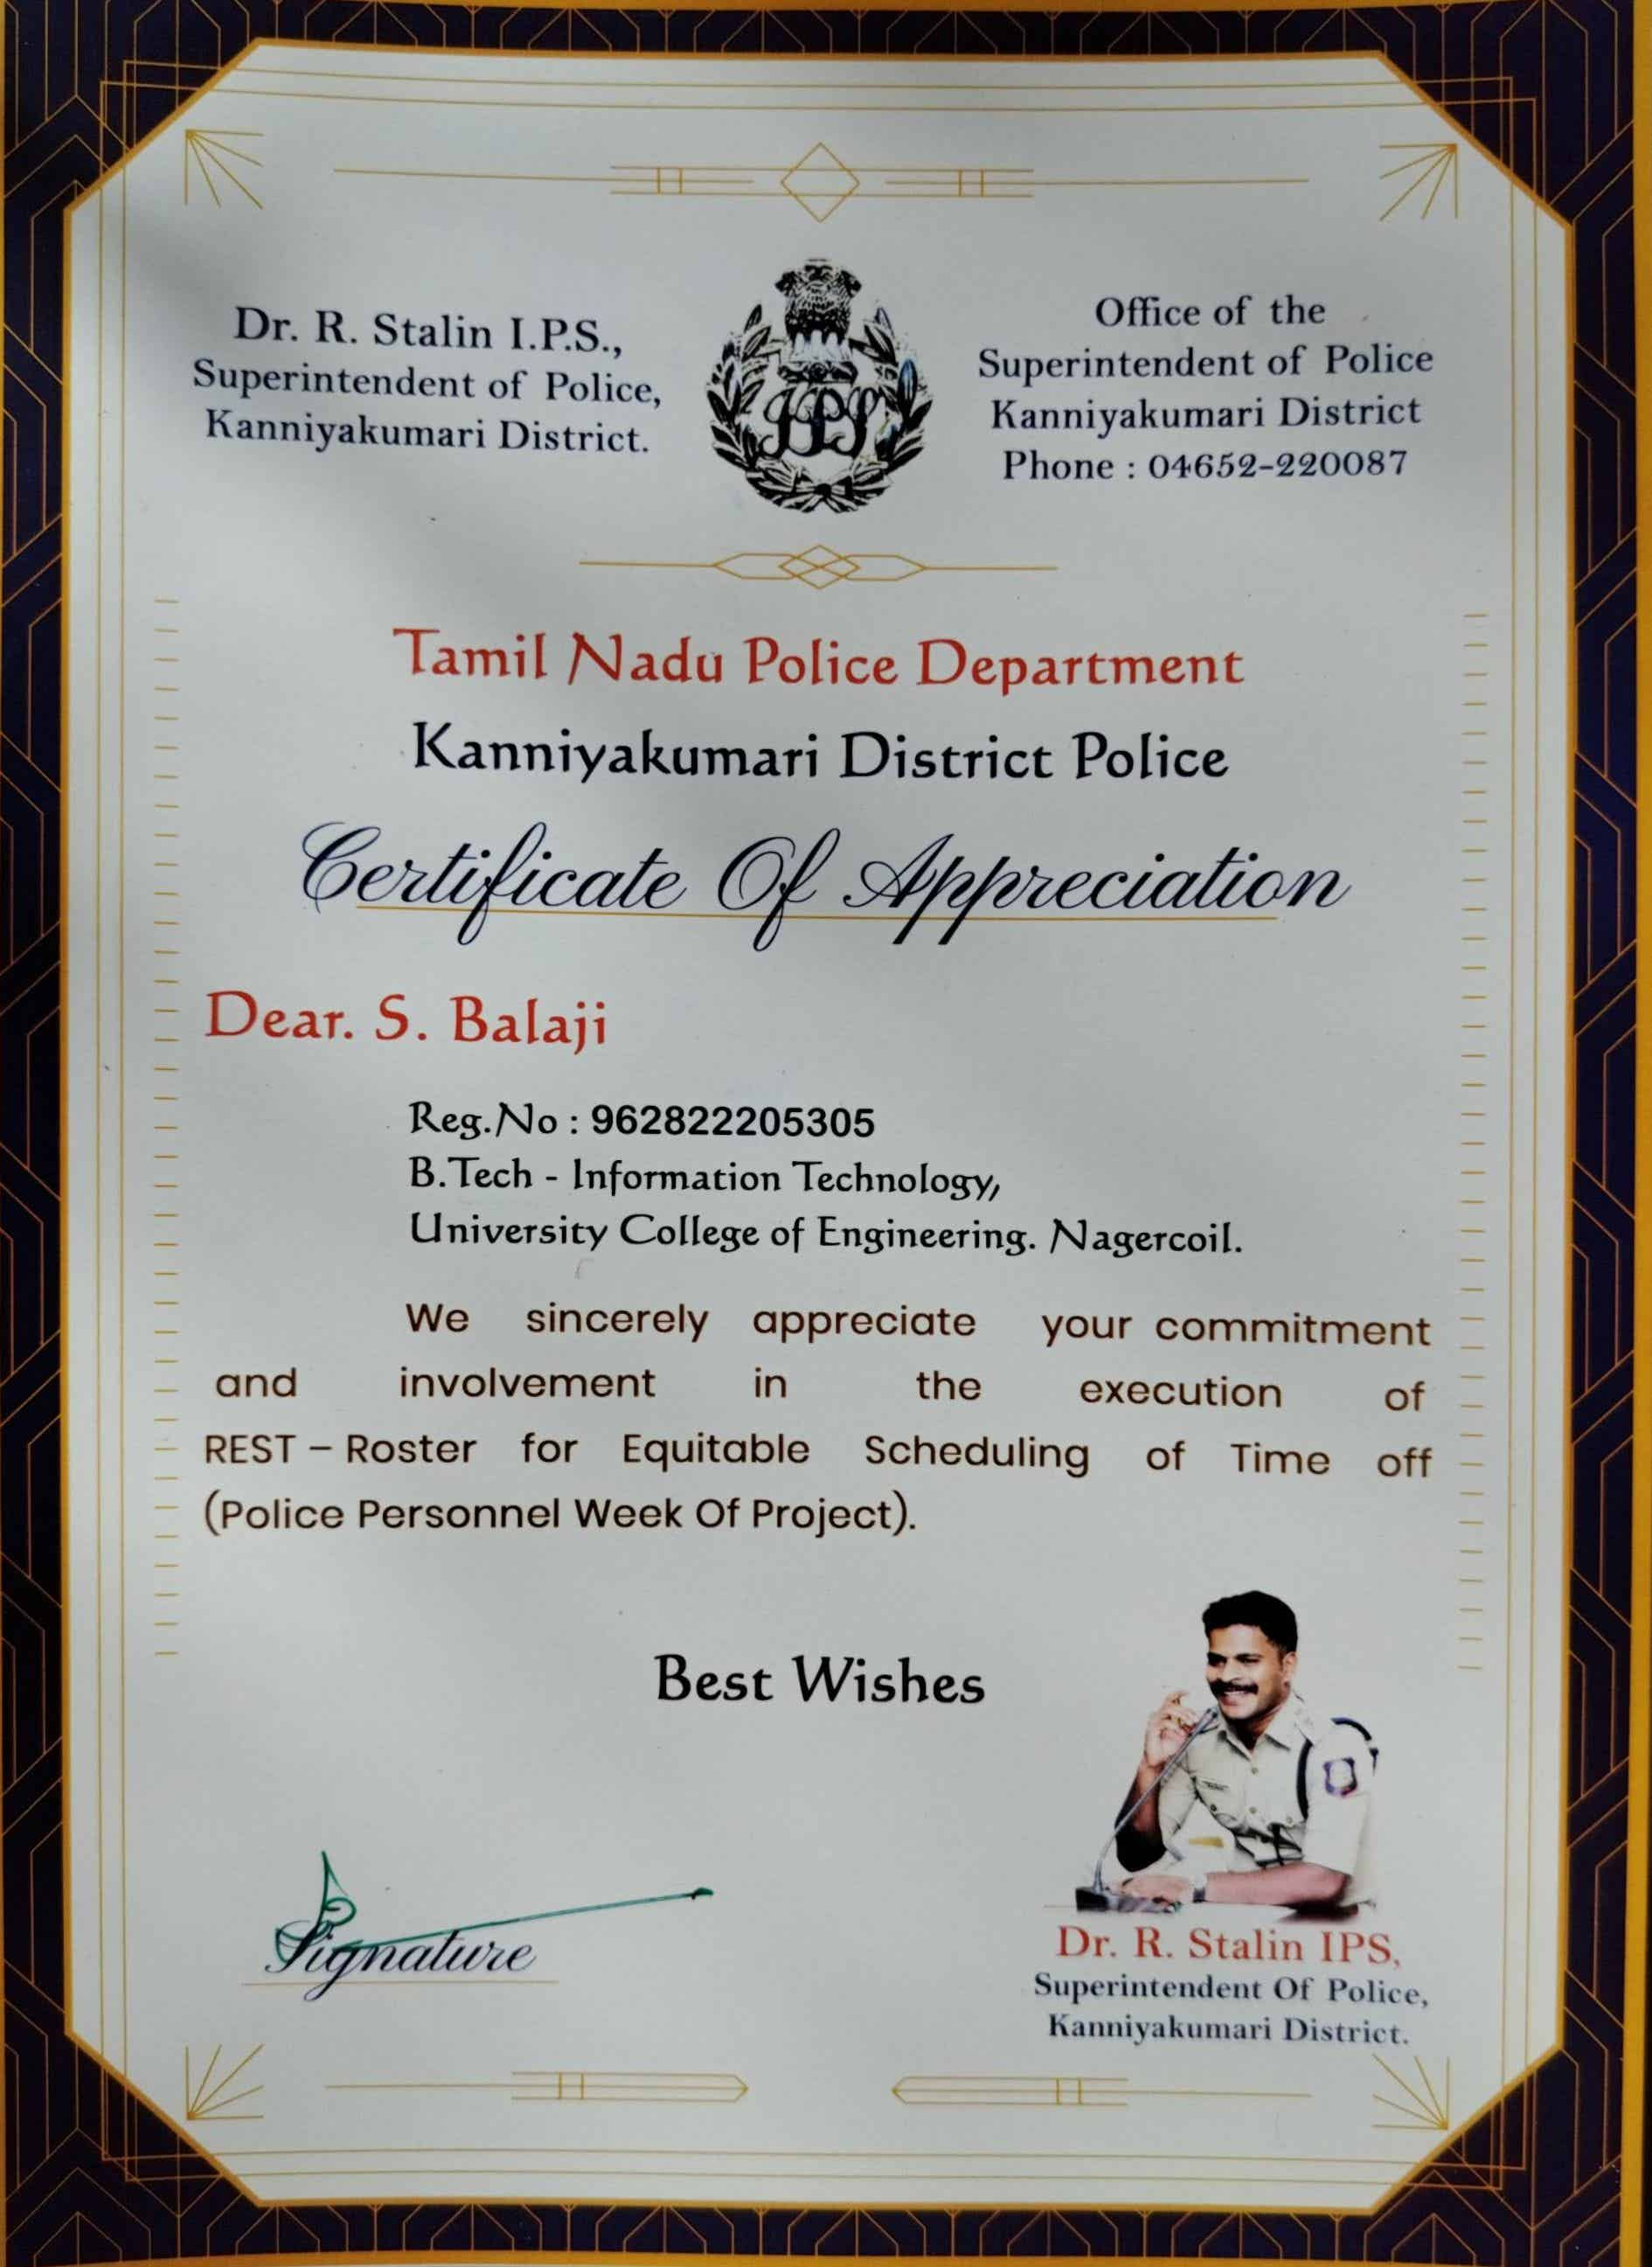 Dr. R. Stalin I.P.S.,
Superintendent of Police,
Kanniyakumari District.
IPS
Office of the
Superintendent of Police
Kanniyakumari District
Phone : 04652-220087
Tamil Nadu Police Department
Kanniyakumari District Police
Certificate Of Appreciation
Dear. S. Balaji
Reg.No : 962822205305
B.Tech - Information Technology,
University College of Engineering. Nagercoil.
We sincerely appreciate your commitment
and involvement in the execution of
REST – Roster for Equitable Scheduling of Time off
(Police Personnel Week Of Project).
Best Wishes
Signature
Dr. R. Stalin IPS,
Superintendent Of Police,
Kanniyakumari District.